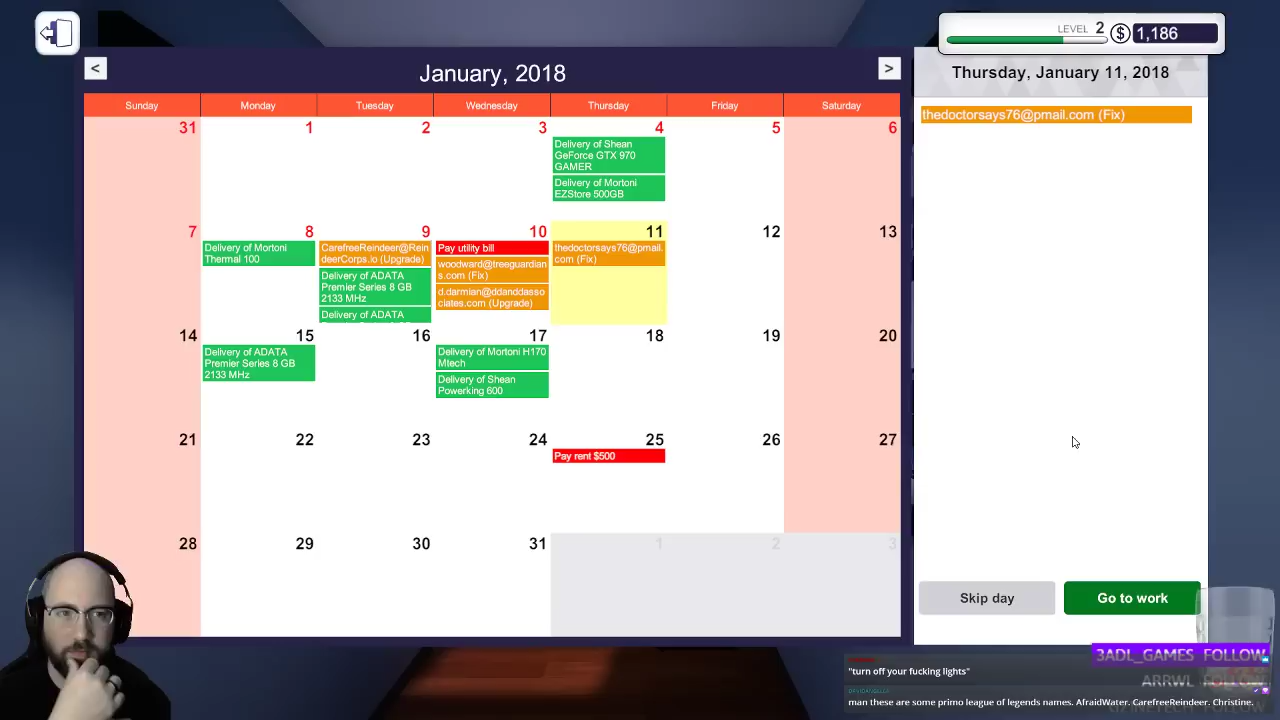 LEVEL 2
$ 1,186
<
January, 2018
>
Thursday, January 11, 2018
Sunday
Monday
Tuesday
Wednesday
Thursday
Friday
Saturday
thedoctorsays76@pmail.com (Fix)
31
1
2
3
4
5
6
Delivery of Shean
GeForce GTX 970
GAMER
Delivery of Mortoni
EZStore 500GB
7
8
9
10
11
12
13
Delivery of Mortoni
Thermal 100
CarefreeReindeer@Rein
deerCorps.io (Upgrade)
Delivery of ADATA
Premier Series 8 GB
2133 MHz
Delivery of ADATA
Pay utility bill
woodward@treeguardian
s.com (Fix)
d.darmian@ddanddasso
ciates.com (Upgrade)
thedoctorsays76@pmail.
com (Fix)
14
15
16
17
18
19
20
Delivery of ADATA
Premier Series 8 GB
2133 MHz
Delivery of Mortoni H170
Mtech
Delivery of Shean
Powerking 600
21
22
23
24
25
26
27
Pay rent $500
28
29
30
31
1
2
3
Skip day
Go to work
3ADL_GAMES FOLLOW
ARRWL FOLLOW
"turn off your fucking lights"
man these are some primo league of legends names. AfraidWater. CarefreeReindeer. Christine.